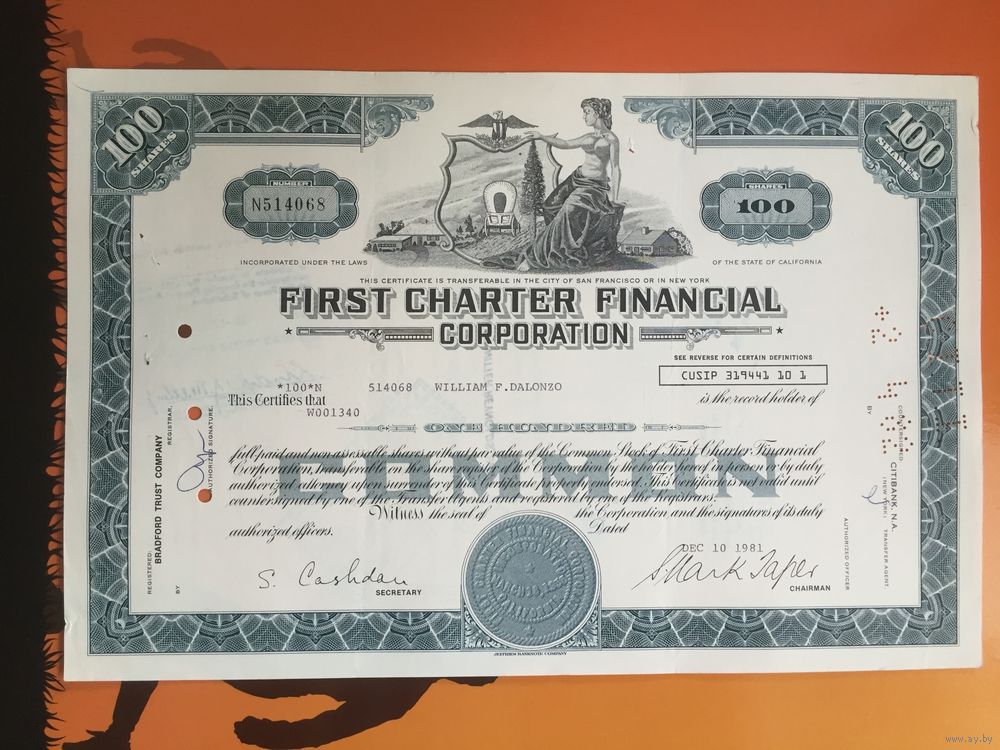 100 SHARES
100 SHARES
NUMBER
N514068
SHARES
100
INCORPORATED UNDER THE LAWS
OF THE STATE OF CALIFORNIA
THIS CERTIFICATE IS TRANSFERABLE IN THE CITY OF SAN FRANCISCO OR IN NEW YORK
FIRST CHARTER FINANCIAL
CORPORATION
SEE REVERSE FOR CERTAIN DEFINITIONS
CUSIP 319441 10 1
*100*N 514068 WILLIAM F.DALONZO
This Certifies that is the record holder of
W001340
ONE HUNDRED
fully paid and non-assessable shares without par value of the Common Stock of First Charter Financial
Corporation, transferable on the share register of the Corporation by the holder hereof in person or by duly
authorized attorney upon surrender of this Certificate properly endorsed. This Certificate is not valid until
countersigned by one of the Transfer Agents and registered by one of the Registrars.
COMMON
Witness the seal of the Corporation and the signatures of its duly
authorized officers. Dated
DEC 10 1981
S. Cashdan
SECRETARY
S. Mark Taper
CHAIRMAN
REGISTERED:
BRADFORD TRUST COMPANY
REGISTRAR,
BY
AUTHORIZED SIGNATURE.
COUNTERSIGNED
CITIBANK, N.A.
(NEW YORK) TRANSFER AGENT,
BY
AUTHORIZED OFFICER
JEFFRIES BANKNOTE COMPANY
www.ay.by